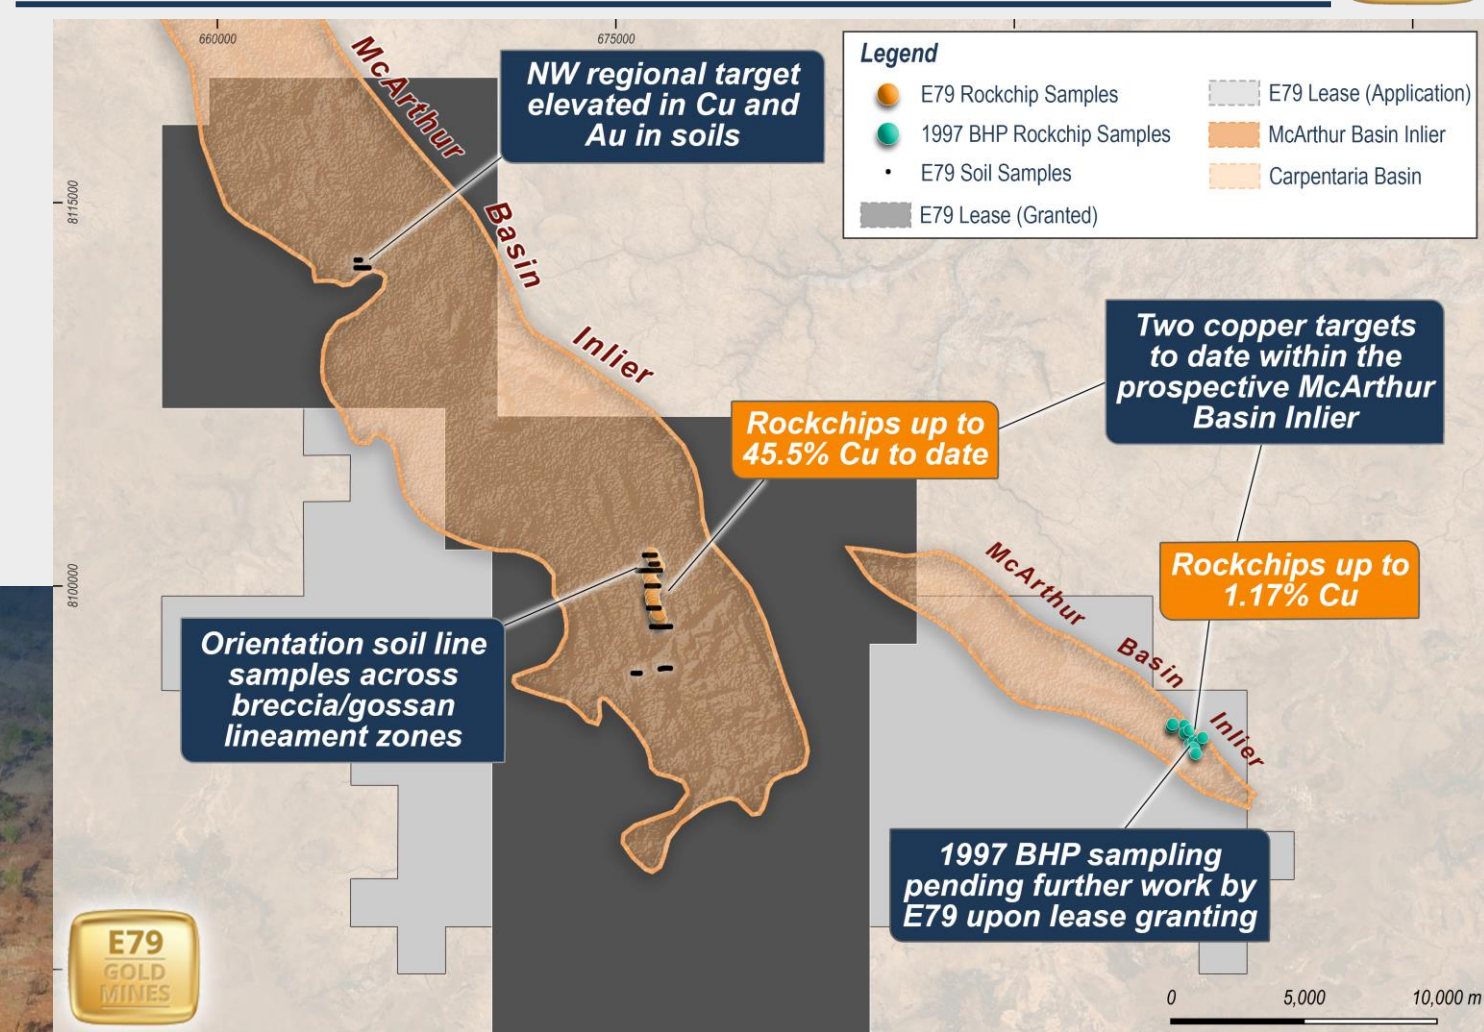 660000
675000
8115000
8100000
McArthur
Basin
Inlier
NW regional target
elevated in Cu and
Au in soils
Legend
E79 Rockchip Samples
1997 BHP Rockchip Samples
E79 Soil Samples
E79 Lease (Granted)
E79 Lease (Application)
McArthur Basin Inlier
Carpentaria Basin
Two copper targets
to date within the
prospective McArthur
Basin Inlier
Rockchips up to
45.5% Cu to date
McArthur
Basin
Inlier
Rockchips up to
1.17% Cu
Orientation soil line
samples across
breccia/gossan
lineament zones
1997 BHP sampling
pending further work by
E79 upon lease granting
E79
GOLD
MINES
0 5,000 10,000 m